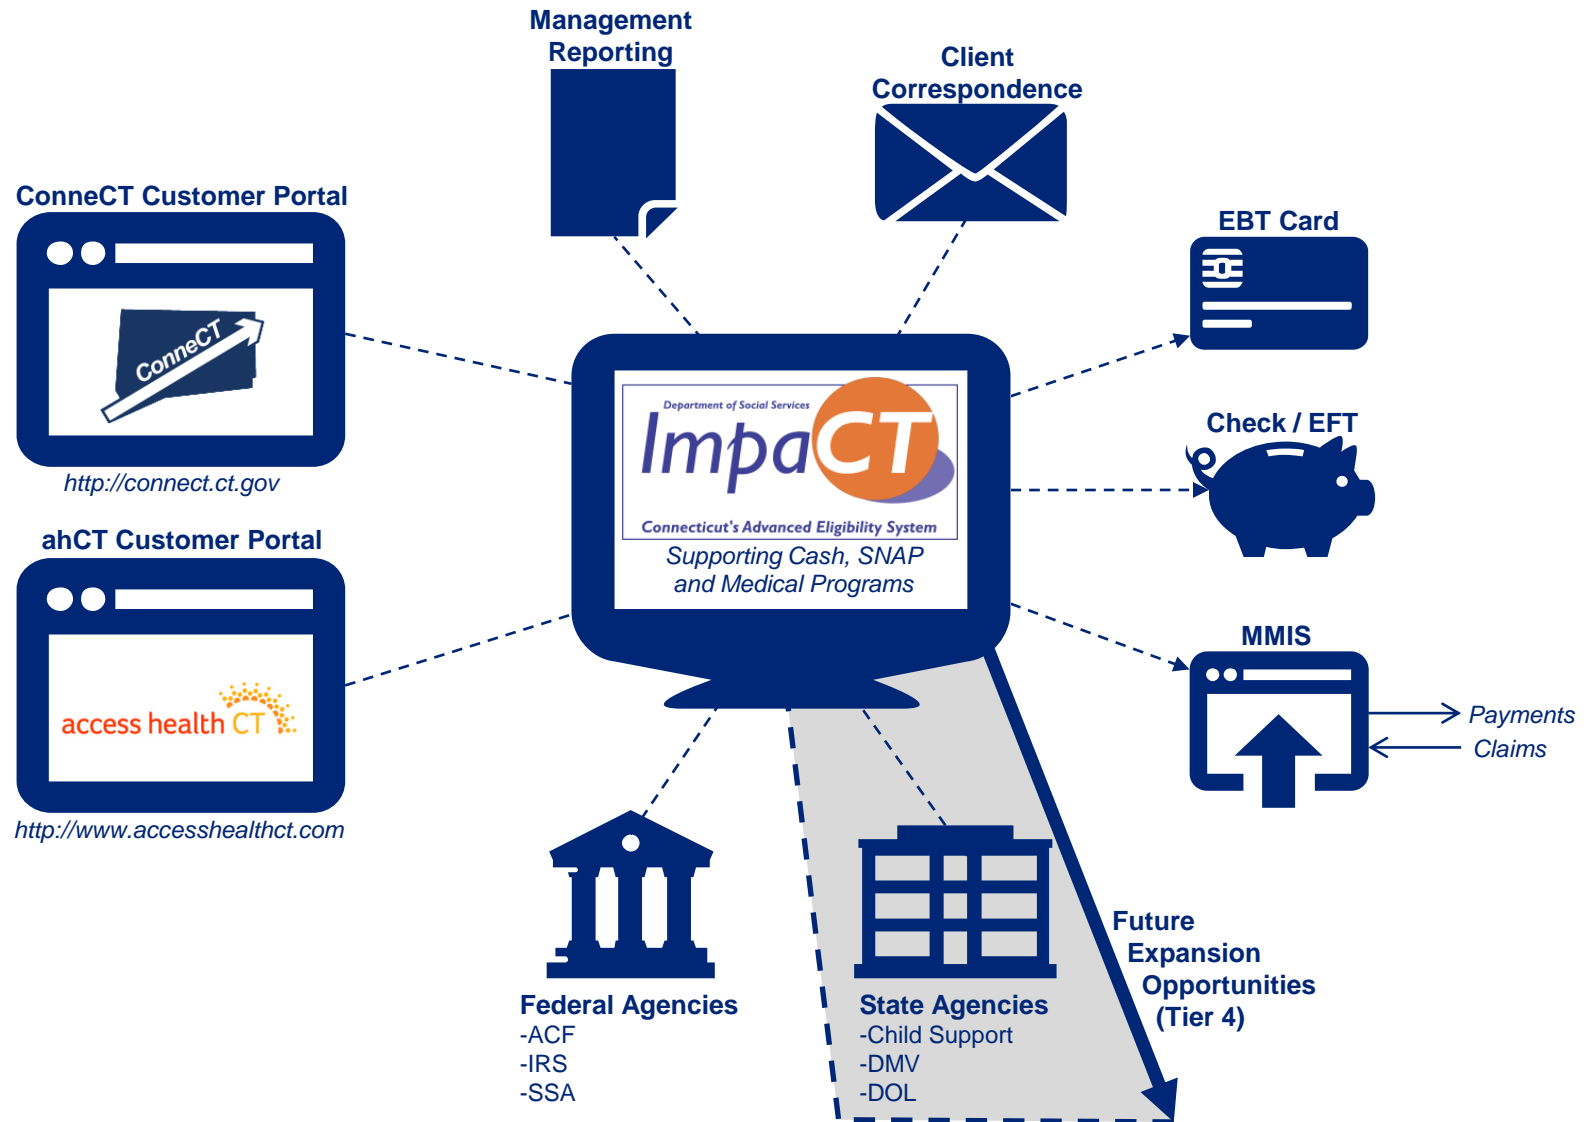 Management
Reporting
Client
Correspondence
ConneCT Customer Portal
ConneCT
http://connect.ct.gov
EBT Card
Department of Social Services
ImpaCT
Connecticut's Advanced Eligibility System
Supporting Cash, SNAP
and Medical Programs
Check / EFT
ahCT Customer Portal
access health CT
http://www.accesshealthct.com
MMIS
Payments
Claims
Federal Agencies
-ACF
-IRS
-SSA
State Agencies
-Child Support
-DMV
-DOL
Future
Expansion
Opportunities
(Tier 4)